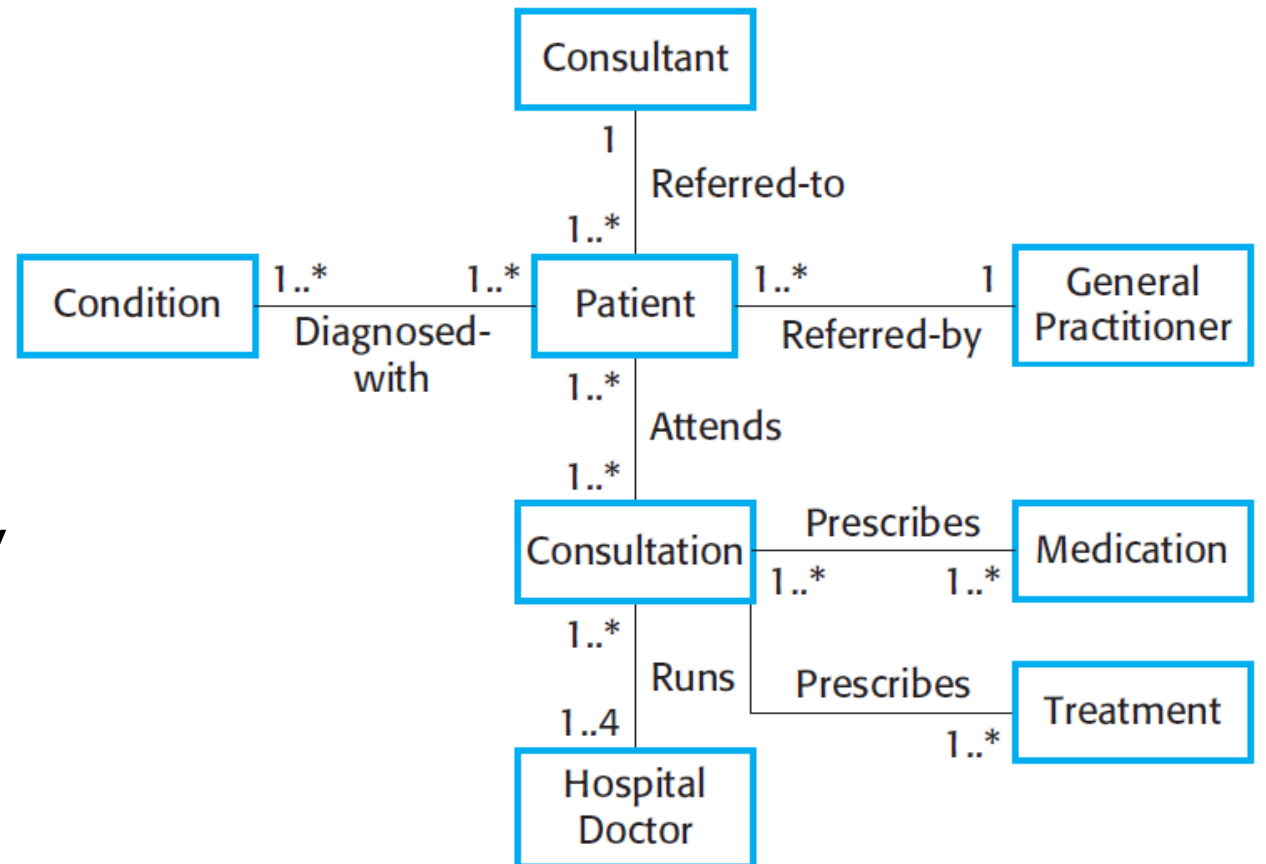 Consultant
1
Referred-to
1..*
Condition
1..*
1..*
Diagnosed-
with
Patient
1..*
1
Referred-by
General
Practitioner
1..*
Attends
1..*
Consultation
Prescribes
1..*
1..*
Medication
1..*
Runs
1..4
Prescribes
1..*
Treatment
Hospital
Doctor